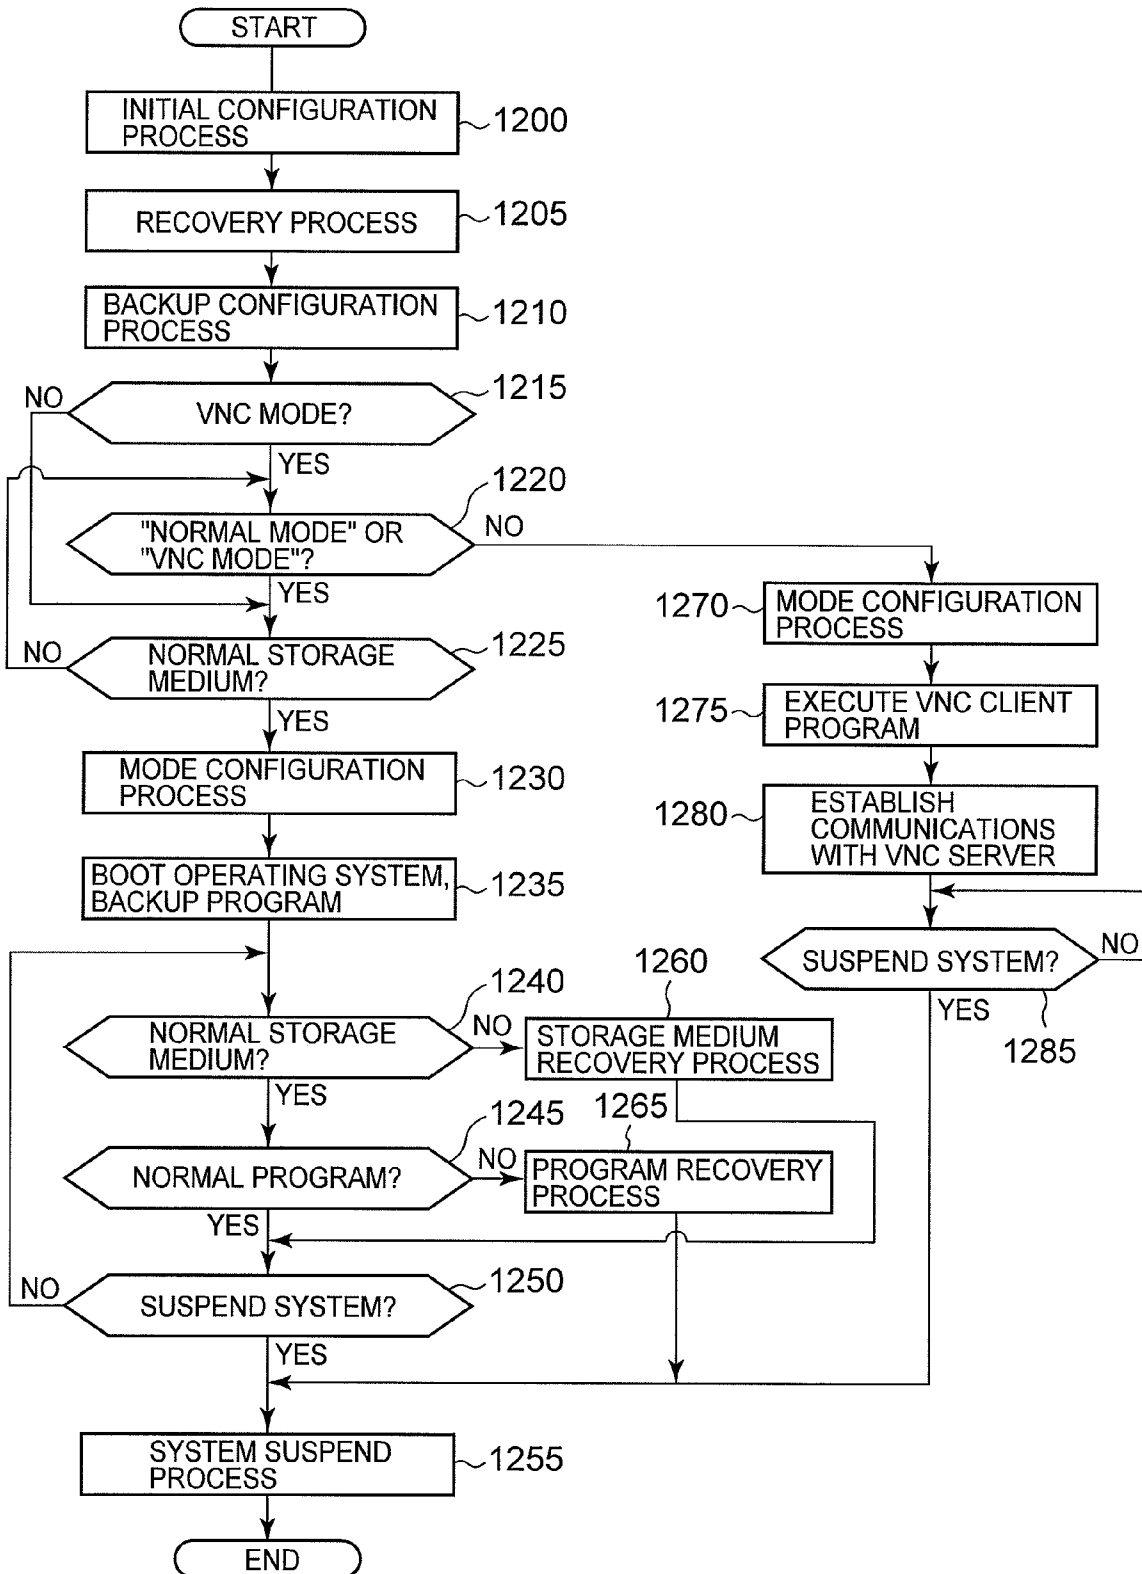 START
INITIAL CONFIGURATION
PROCESS
1200
RECOVERY PROCESS
1205
BACKUP CONFIGURATION
PROCESS
1210
1215
NO
VNC MODE?
YES
1220
"NORMAL MODE" OR
"VNC MODE"?
NO
YES
1270
MODE CONFIGURATION
PROCESS
1225
NO
NORMAL STORAGE
MEDIUM?
YES
1275
EXECUTE VNC CLIENT
PROGRAM
MODE CONFIGURATION
PROCESS
1230
1280
ESTABLISH
COMMUNICATIONS
WITH VNC SERVER
BOOT OPERATING SYSTEM,
BACKUP PROGRAM
1235
SUSPEND SYSTEM?
NO
YES
1285
1240
NORMAL STORAGE
MEDIUM?
NO
YES
1260
STORAGE MEDIUM
RECOVERY PROCESS
1245
NORMAL PROGRAM?
NO
YES
1265
PROGRAM RECOVERY
PROCESS
1250
NO
SUSPEND SYSTEM?
YES
SYSTEM SUSPEND
PROCESS
1255
END